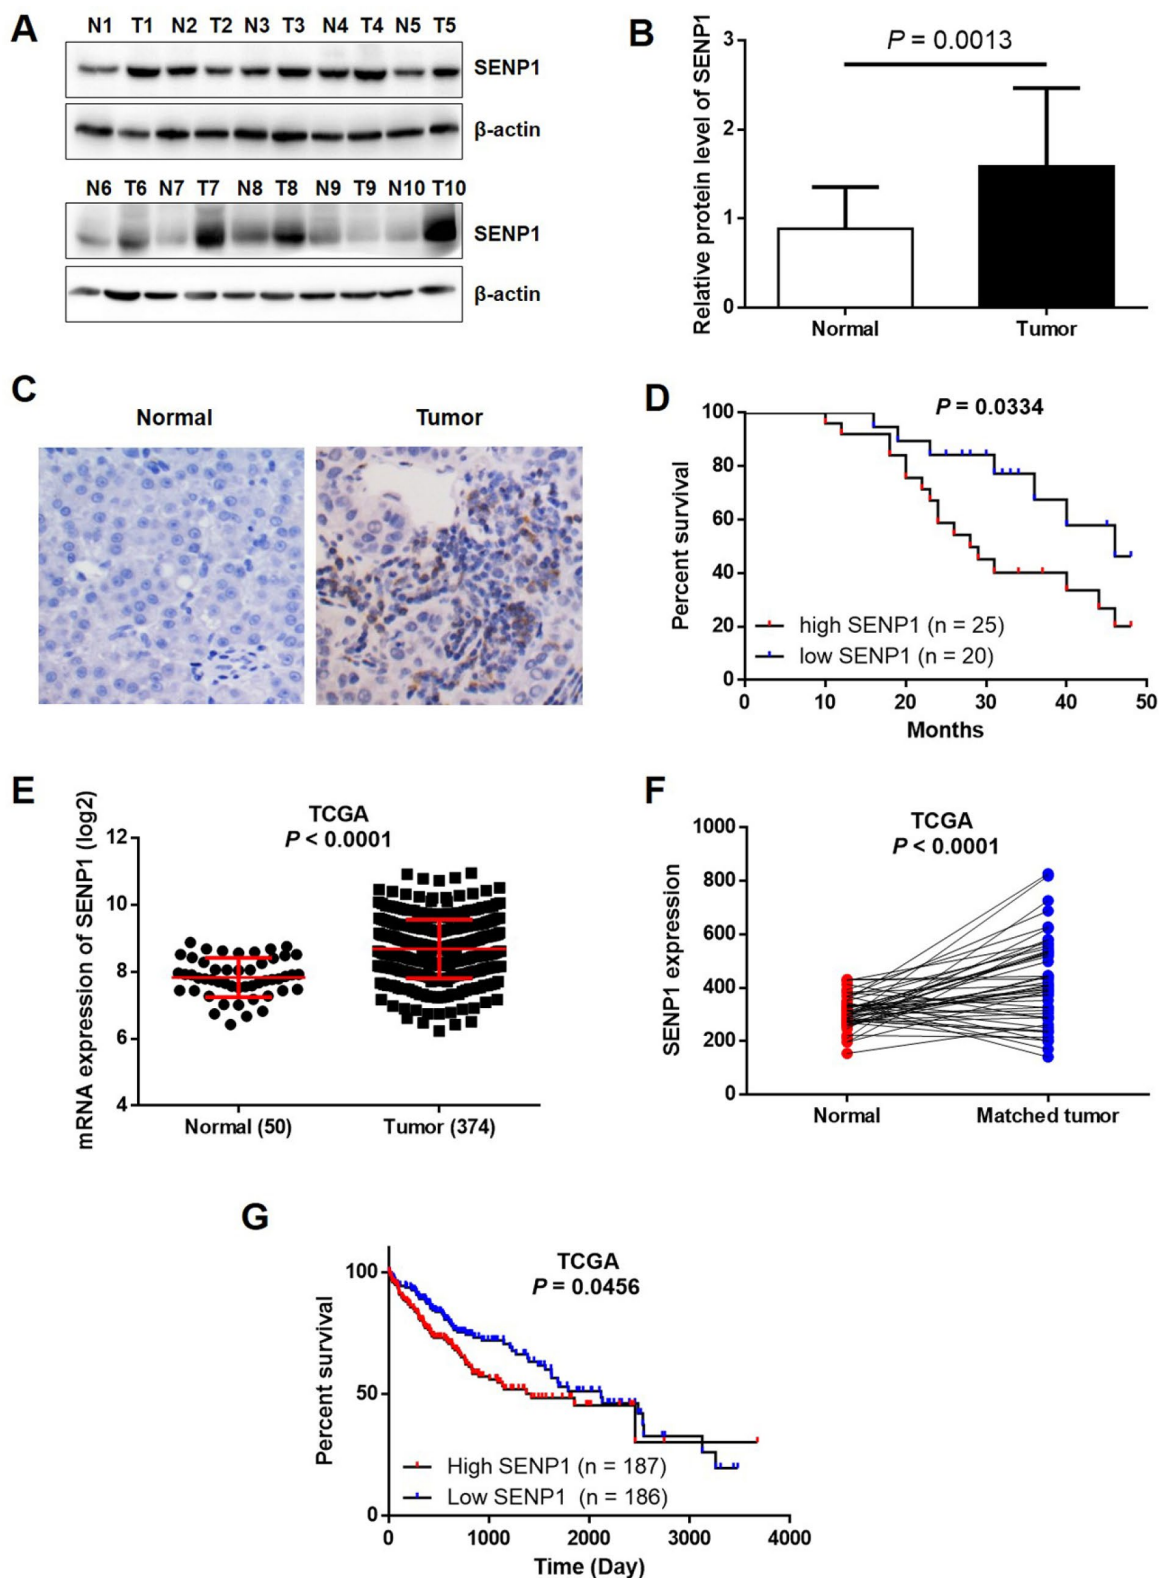 A
N1 T1 N2 T2 N3 T3 N4 T4 N5 T5
SENP1
β-actin
N6 T6 N7 T7 N8 T8 N9 T9 N10 T10
SENP1
β-actin
B
Relative protein level of SENP1
P = 0.0013
3
2
1
0
Normal Tumor
C
Normal Tumor
D
Percent survival
P = 0.0334
100
80
60
40
20
0
high SENP1 (n = 25)
low SENP1 (n = 20)
0 10 20 30 40 50
Months
E
mRNA expression of SENP1 (log2)
TCGA
P < 0.0001
12
10
8
6
4
Normal (50) Tumor (374)
F
SENP1 expression
TCGA
P < 0.0001
1000
800
600
400
200
0
Normal Matched tumor
G
Percent survival
TCGA
P = 0.0456
100
50
0
High SENP1 (n = 187)
Low SENP1 (n = 186)
0 1000 2000 3000 4000
Time (Day)